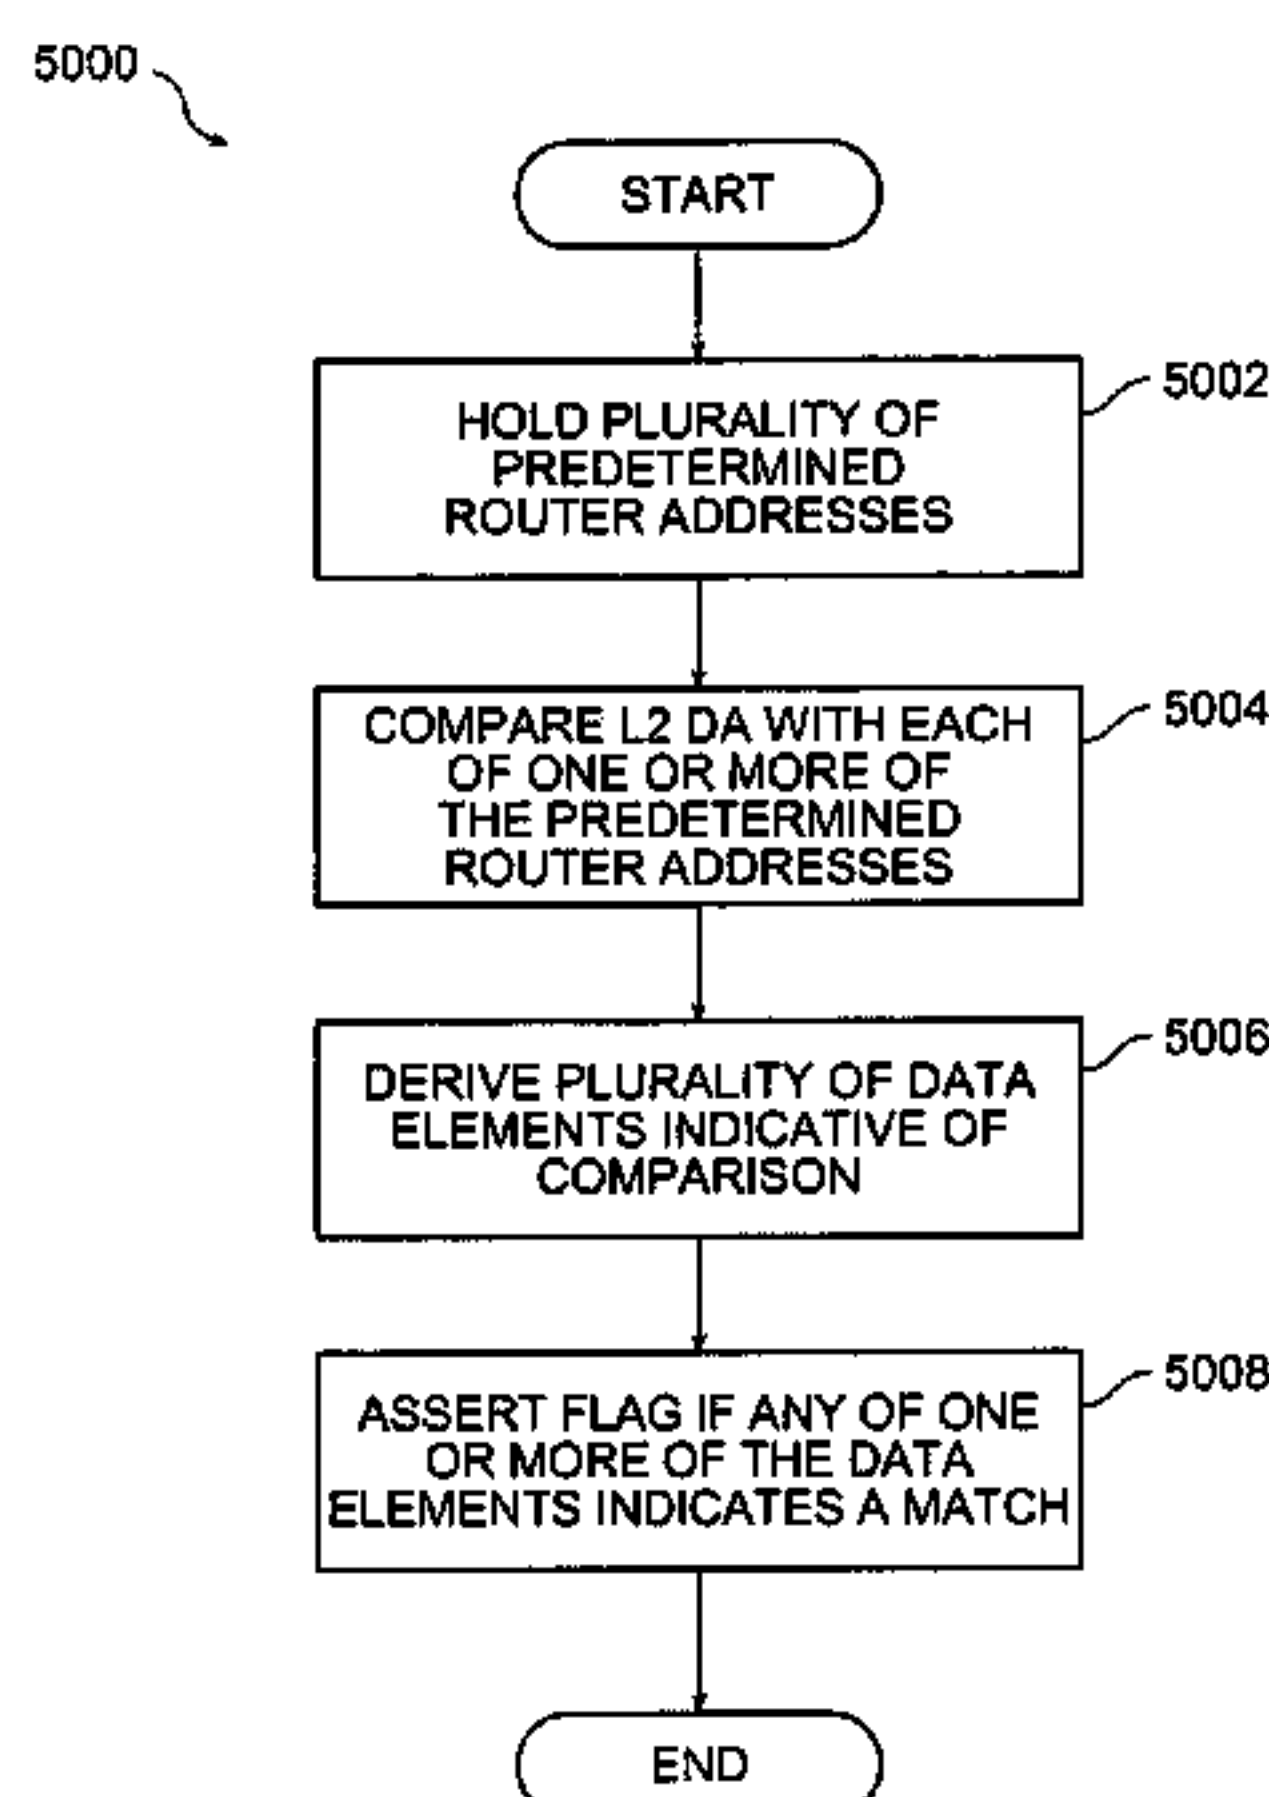 5000
START
HOLD PLURALITY OF
PREDETERMINED
ROUTER ADDRESSES
5002
COMPARE L2 DA WITH EACH
OF ONE OR MORE OF
THE PREDETERMINED
ROUTER ADDRESSES
5004
DERIVE PLURALITY OF DATA
ELEMENTS INDICATIVE OF
COMPARISON
5006
ASSERT FLAG IF ANY OF ONE
OR MORE OF THE DATA
ELEMENTS INDICATES A MATCH
5008
END